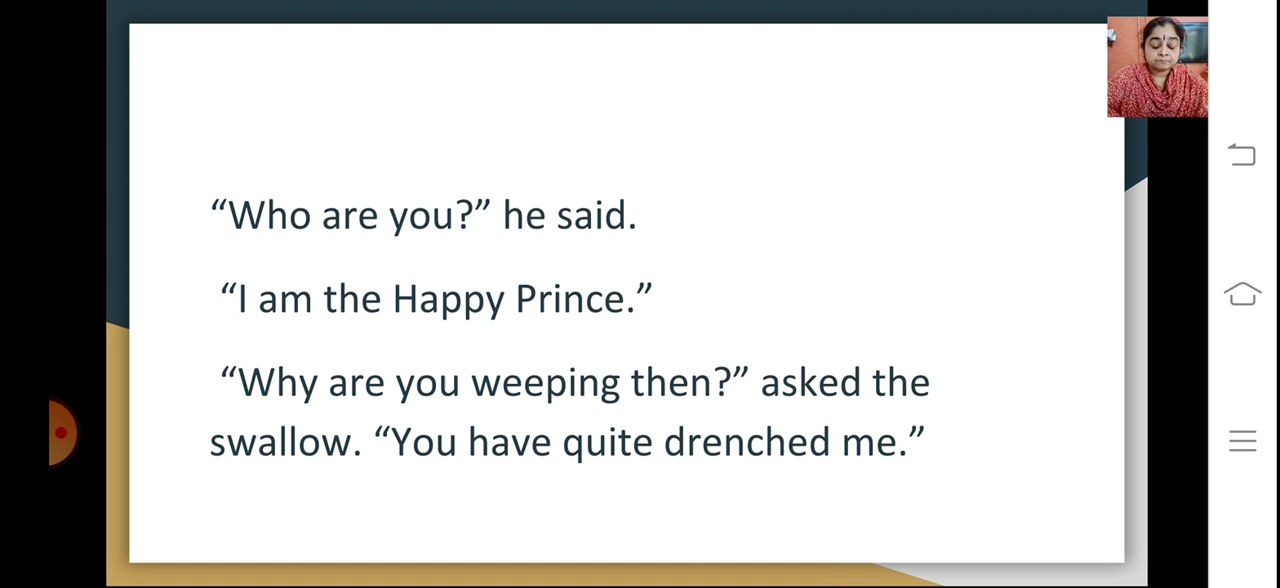 “Who are you?” he said.
“I am the Happy Prince.”
“Why are you weeping then?” asked the
swallow. “You have quite drenched me.”